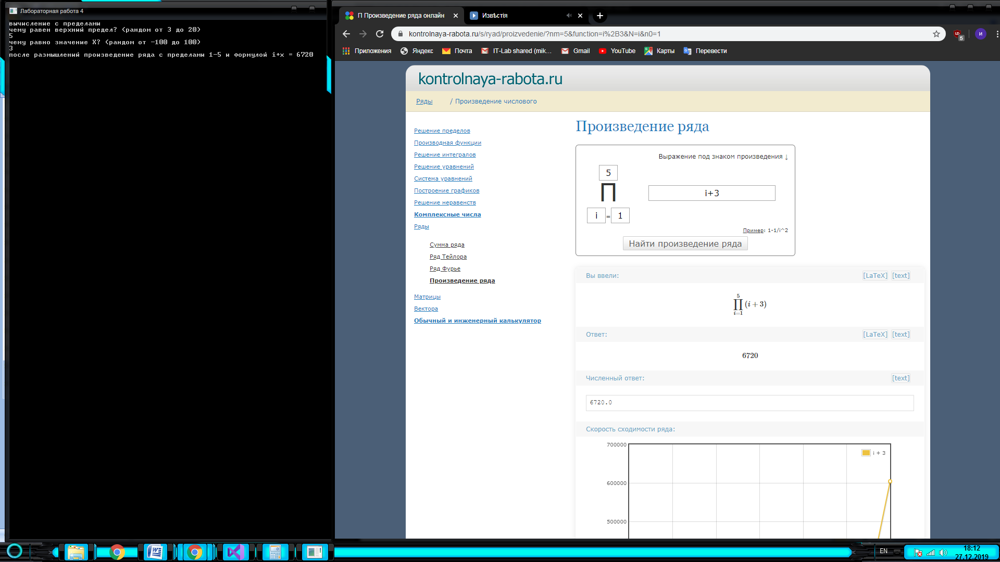 Лабораторная работа 4
вычисление с пределами
чему равен верхний предел? (рандом от 3 до 20)
5
чему равно значение X? (рандом от -100 до 100)
3
после размышлений произведение ряда с пределами 1-5 и формулой i+x = 6720
П Произведение ряда онлайн
Извѣстія
kontrolnaya-rabota.ru/s/ryad/proizvedenie/?nm=5&function=i%2B3&N=i&n0=1
5
и
Приложения
Яндекс
Почта
IT-Lab shared (mik...
Gmail
YouTube
Карты
Перевести
kontrolnaya-rabota.ru
Ряды / Произведение числового
Решение пределов
Производная функции
Решение интегралов
Решение уравнений
Система уравнений
Построение графиков
Решение неравенств
Комплексные числа
Ряды
Сумма ряда
Ряд Тейлора
Ряд Фурье
Произведение ряда
Матрицы
Вектора
Обычный и инженерный калькулятор
Произведение ряда
Выражение под знаком произведения ↓
5
∏
i+3
i = 1
Пример: 1-1/i^2
Найти произведение ряда
Вы ввели: [LaTeX] [text]
5
∏ (i + 3)
i=1
Ответ: [LaTeX] [text]
6720
Численный ответ: [text]
6720.0
Скорость сходимости ряда:
700000
i + 3
600000
500000
EN
18:12
27.12.2019